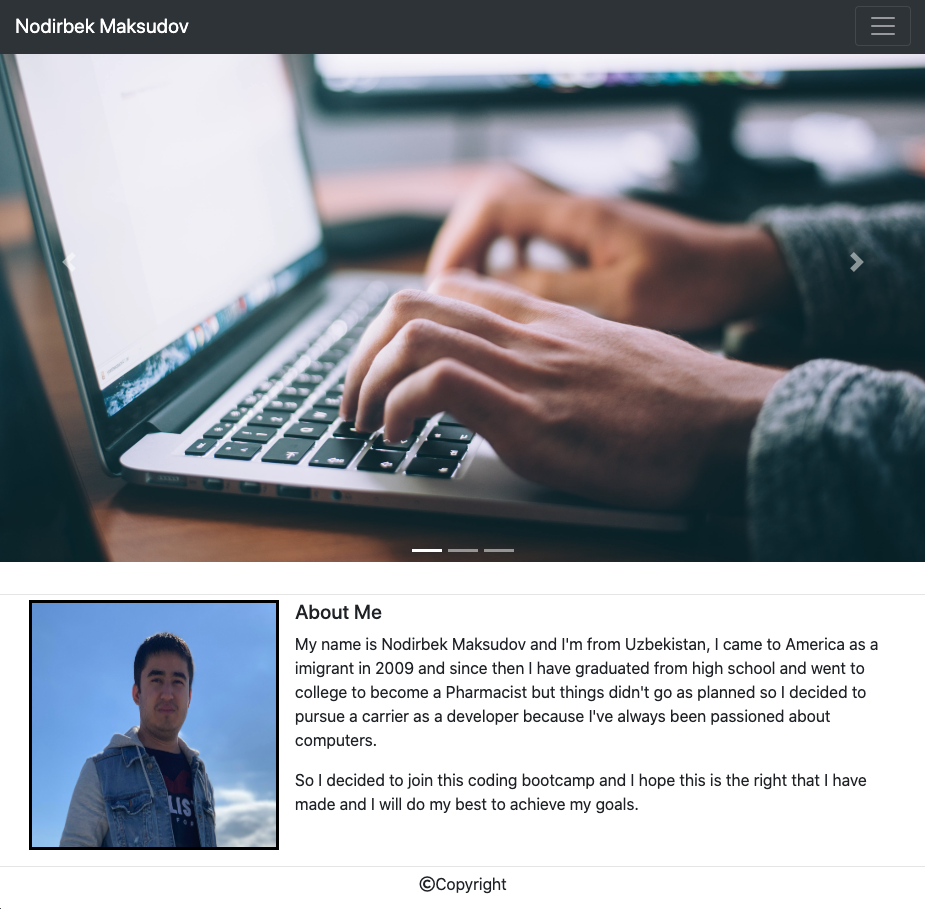 Nodirbek Maksudov
About Me
My name is Nodirbek Maksudov and I'm from Uzbekistan, I came to America as a
imigrant in 2009 and since then I have graduated from high school and went to
college to become a Pharmacist but things didn't go as planned so I decided to
pursue a carrier as a developer because I've always been passioned about
computers.
So I decided to join this coding bootcamp and I hope this is the right that I have
made and I will do my best to achieve my goals.
©Copyright